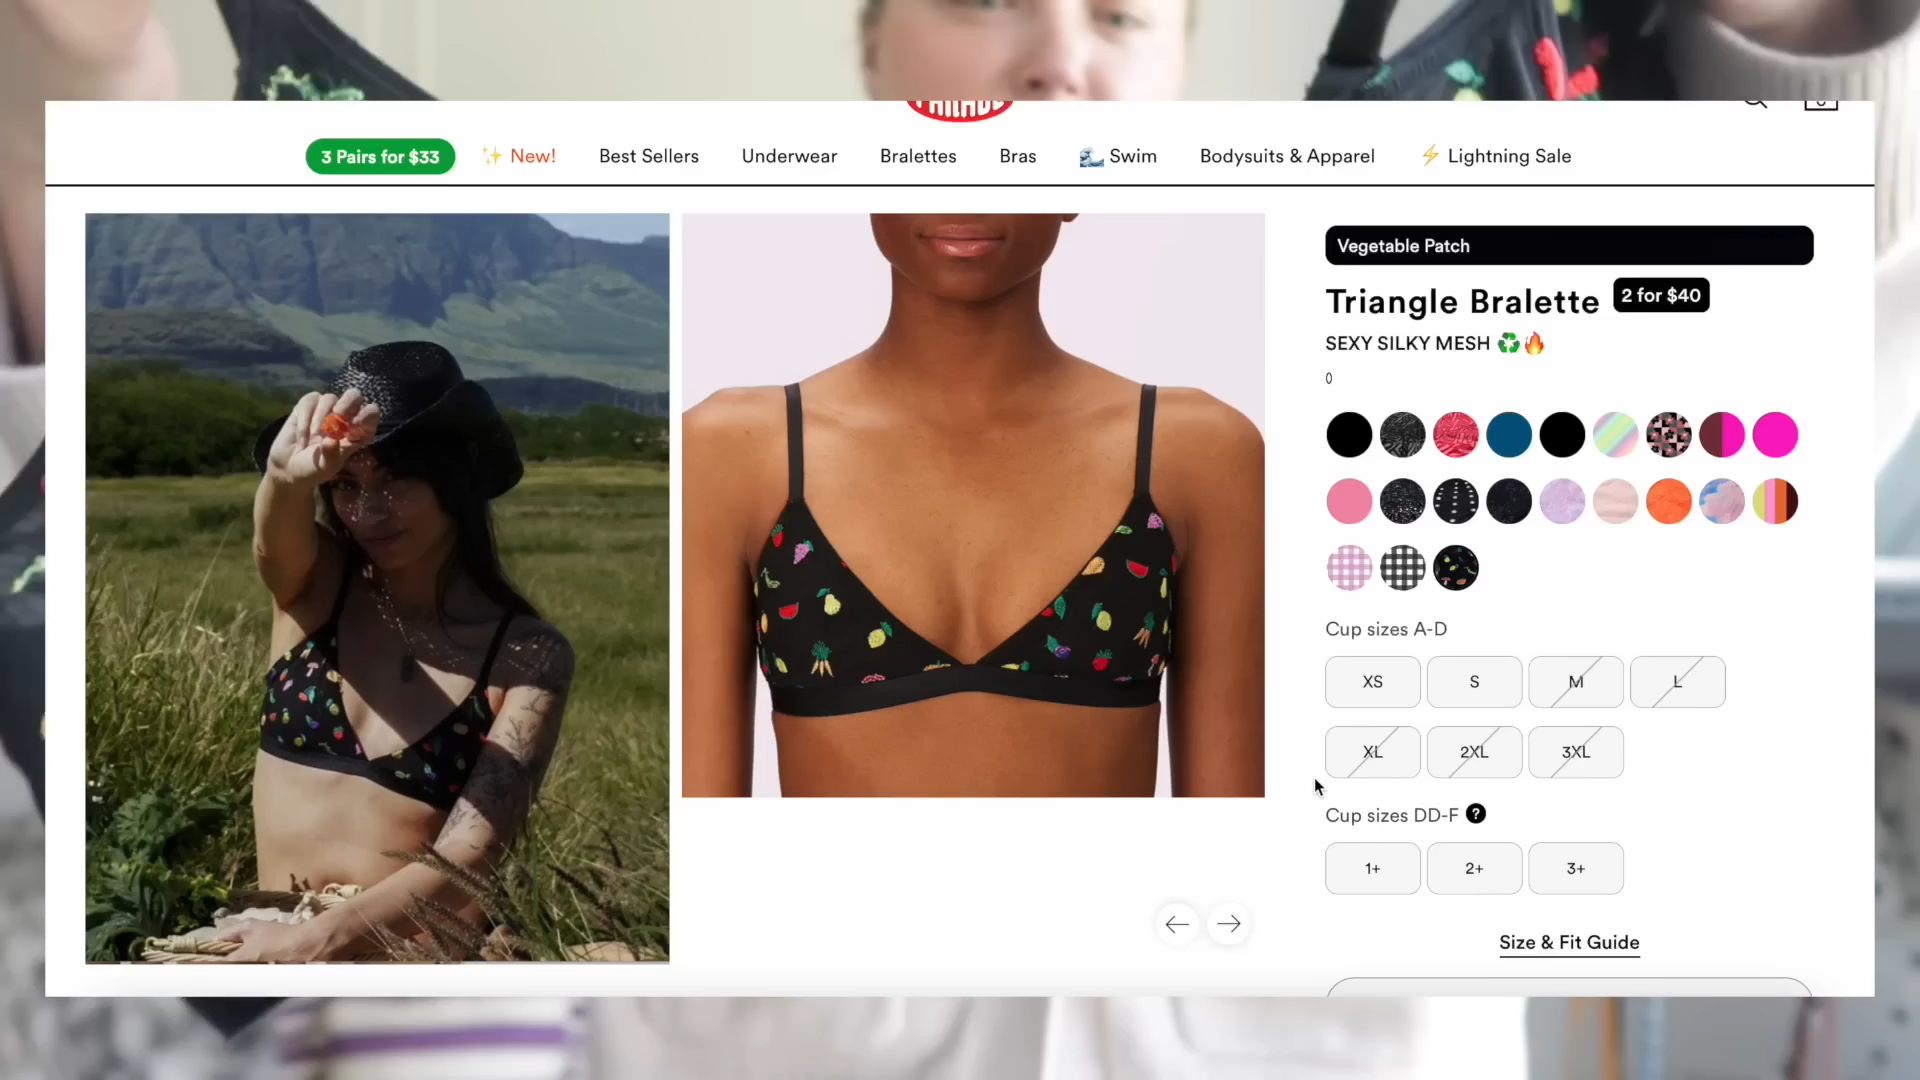 3 Pairs for $33
New!
Best Sellers
Underwear
Bralettes
Bras
Swim
Bodysuits & Apparel
Lightning Sale
Vegetable Patch
Triangle Bralette
2 for $40
SEXY SILKY MESH
0
Cup sizes A-D
XS
S
M
L
XL
2XL
3XL
Cup sizes DD-F ?
1+
2+
3+
Size & Fit Guide